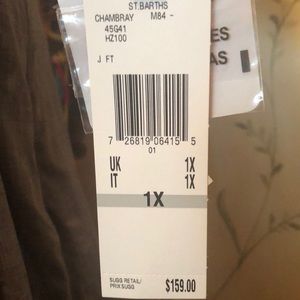 ST.BARTHS
CHAMBRAY M84 -
45G41
HZ100
J FT
ES
AS
7 26819 06415 5
01
UK 1X
IT 1X
1X
SUGG RETAIL/
PRIX SUGG $159.00